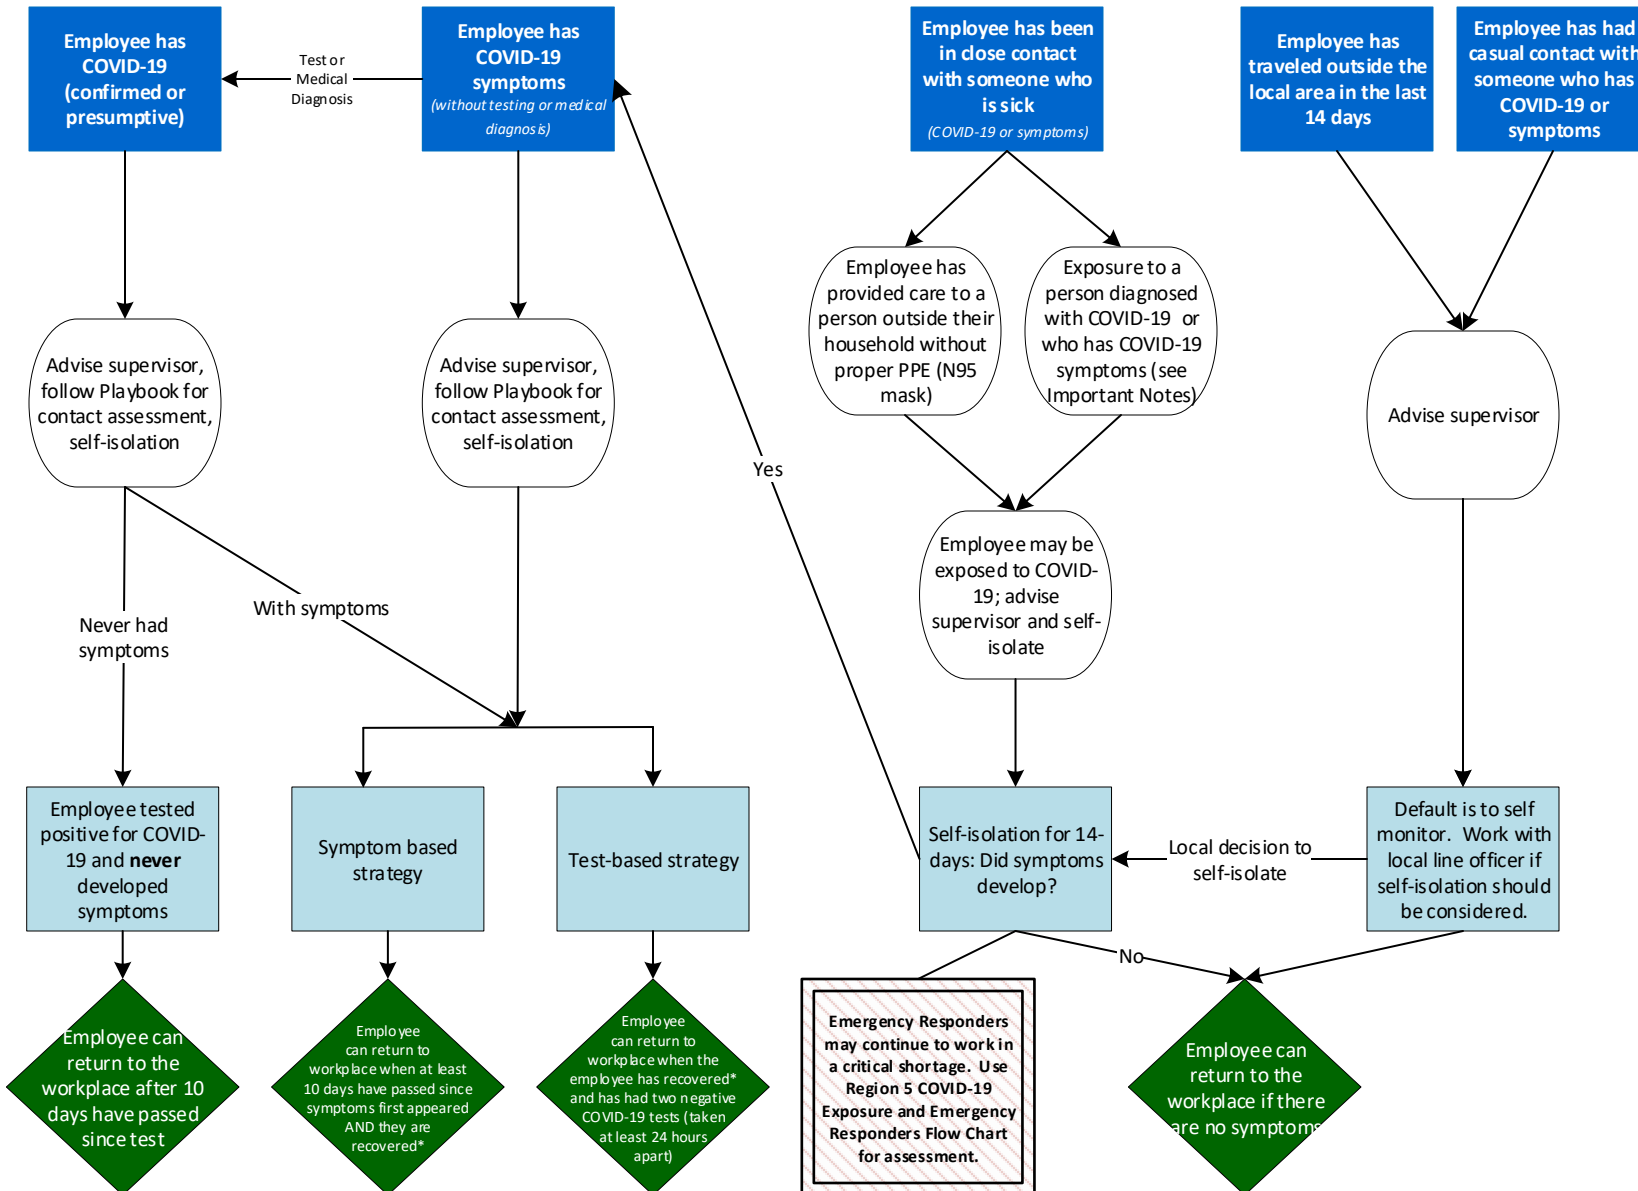 Employee has
COVID-19
(confirmed or
presumptive)
Test or
Medical
Diagnosis
Employee has
COVID-19
symptoms
(without testing or medical
diagnosis)
Employee has been
in close contact
with someone who
is sick
(COVID-19 or symptoms)
Employee has
traveled outside the
local area in the last
14 days
Employee has had
casual contact with
someone who has
COVID-19 or
symptoms
Advise supervisor,
follow Playbook for
contact assessment,
self-isolation
Advise supervisor,
follow Playbook for
contact assessment,
self-isolation
Employee has
provided care to a
person outside their
household without
proper PPE (N95
mask)
Exposure to a
person diagnosed
with COVID-19 or
who has COVID-19
symptoms (see
Important Notes)
Advise supervisor
Yes
Employee may be
exposed to COVID-
19; advise
supervisor and self-
isolate
Never had
symptoms
With symptoms
Employee tested
positive for COVID-
19 and never
developed
symptoms
Symptom based
strategy
Test-based strategy
Self-isolation for 14-
days: Did symptoms
develop?
Local decision to
self-isolate
Default is to self
monitor. Work with
local line officer if
self-isolation should
be considered.
No
Employee can
return to the
workplace after 10
days have passed
since test
Employee
can return to
workplace when at least
10 days have passed since
symptoms first appeared
AND they are
recovered*
Employee
can return to
workplace when the
employee has recovered*
and has had two negative
COVID-19 tests (taken
at least 24 hours
apart)
Emergency Responders
may continue to work in
a critical shortage. Use
Region 5 COVID-19
Exposure and Emergency
Responders Flow Chart
for assessment.
Employee can
return to the
workplace if there
are no symptoms